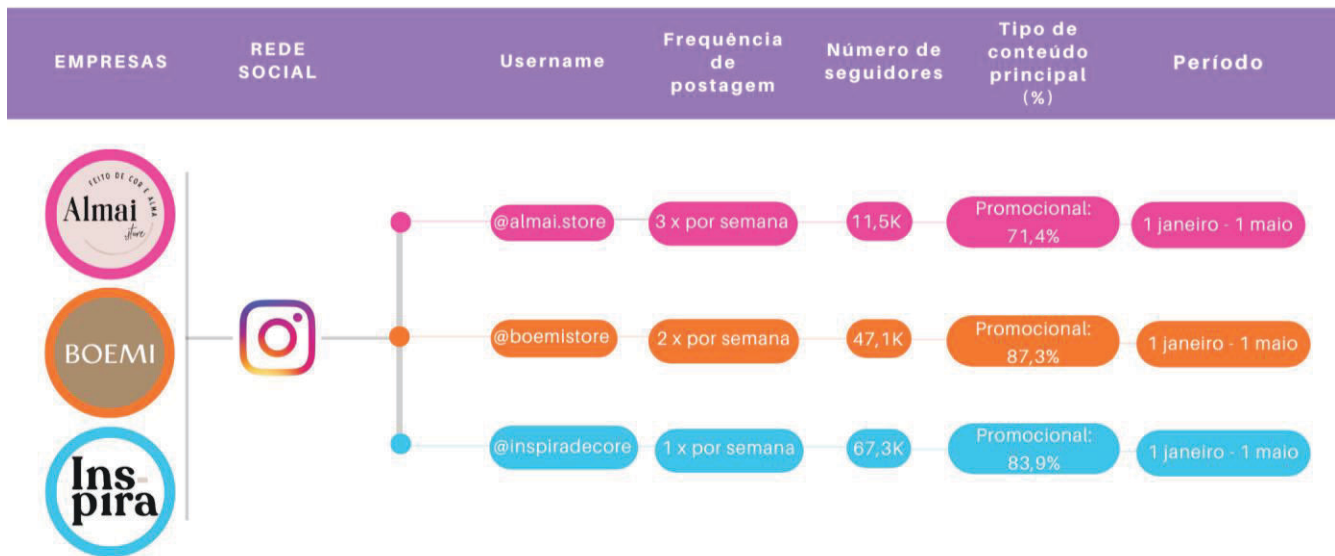 EMPRESAS
REDE
SOCIAL
Username
Frequência
de
postagem
Número de
seguidores
Tipo de
conteúdo
principal
(%)
Período
FEITO DE COR E ALMA
Almai
store
@almai.store
3 x por semana
11,5K
Promocional:
71,4%
1 janeiro - 1 maio
BOEMI
@boemistore
2 x por semana
47,1K
Promocional:
87,3%
1 janeiro - 1 maio
Ins-
pira
@inspiradecore
1 x por semana
67,3K
Promocional:
83,9%
1 janeiro - 1 maio